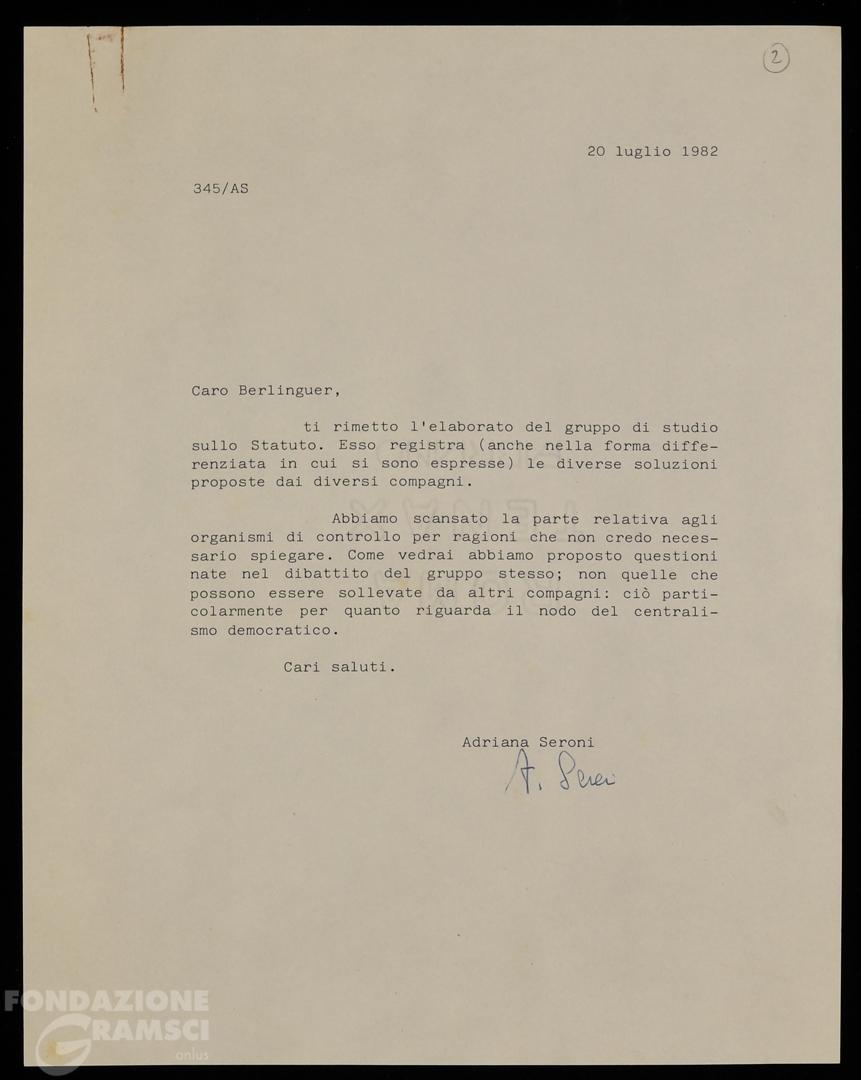 2
20 luglio 1982
345/AS
Caro Berlinguer,
ti rimetto l'elaborato del gruppo di studio
sullo Statuto. Esso registra (anche nella forma diffe-
renziata in cui si sono espresse) le diverse soluzioni
proposte dai diversi compagni.
Abbiamo scansato la parte relativa agli
organismi di controllo per ragioni che non credo neces-
sario spiegare. Come vedrai abbiamo proposto questioni
nate nel dibattito del gruppo stesso; non quelle che
possono essere sollevate da altri compagni: ciò parti-
colarmente per quanto riguarda il nodo del centrali-
smo democratico.
Cari saluti.
Adriana Seroni
A. Seroni
FONDAZIONE
GRAMSCI
onlus